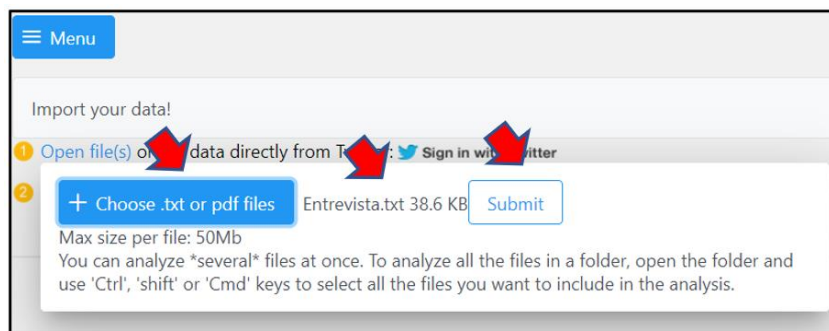 Menu
Import your data!
1 Open file(s) o data directly from T : Sign in wit witter
2
+ Choose .txt or pdf files Entrevista.txt 38.6 KB Submit
Max size per file: 50Mb
You can analyze *several* files at once. To analyze all the files in a folder, open the folder and
use 'Ctrl', 'shift' or 'Cmd' keys to select all the files you want to include in the analysis.